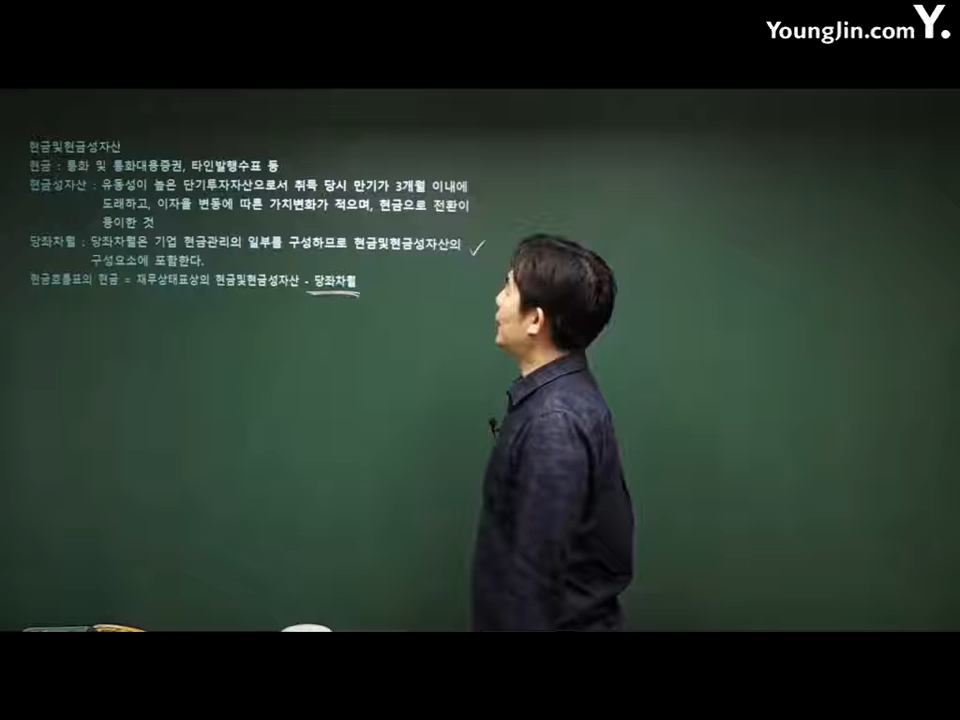 YoungJin.com Y.
현금및현금성자산
현금 : 통화 및 통화대용증권, 타인발행수표 등
현금성자산 : 유동성이 높은 단기투자자산으로서 취득 당시 만기가 3개월 이내에
도래하고, 이자율 변동에 따른 가치변화가 적으며, 현금으로 전환이
용이한 것
당좌차월 : 당좌차월은 기업 현금관리의 일부를 구성하므로 현금및현금성자산의
구성요소에 포함한다.
현금흐름표의 현금 = 재무상태표상의 현금및현금성자산 - 당좌차월